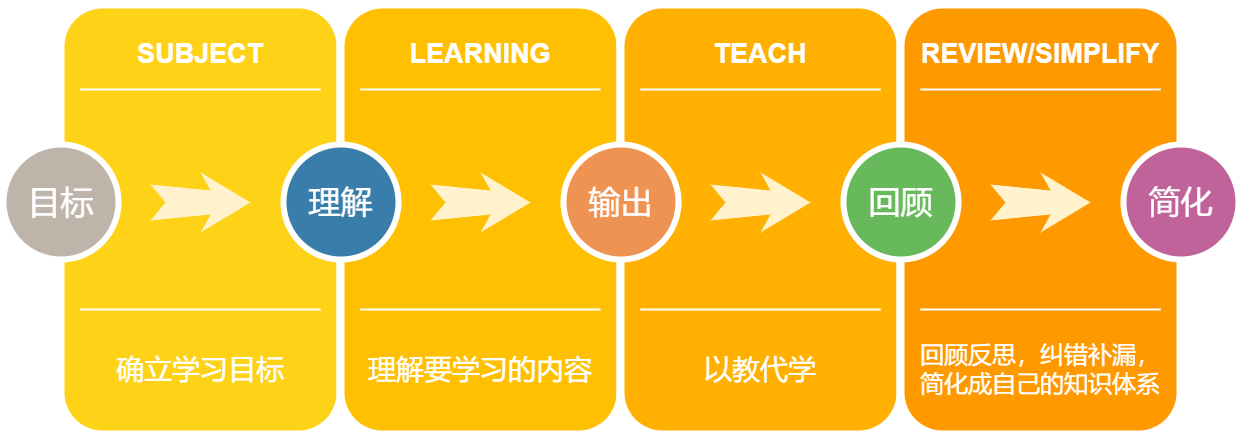 SUBJECT
LEARNING
TEACH
REVIEW/SIMPLIFY
目标
理解
输出
回顾
简化
确立学习目标
理解要学习的内容
以教代学
回顾反思，纠错补漏，
简化成自己的知识体系